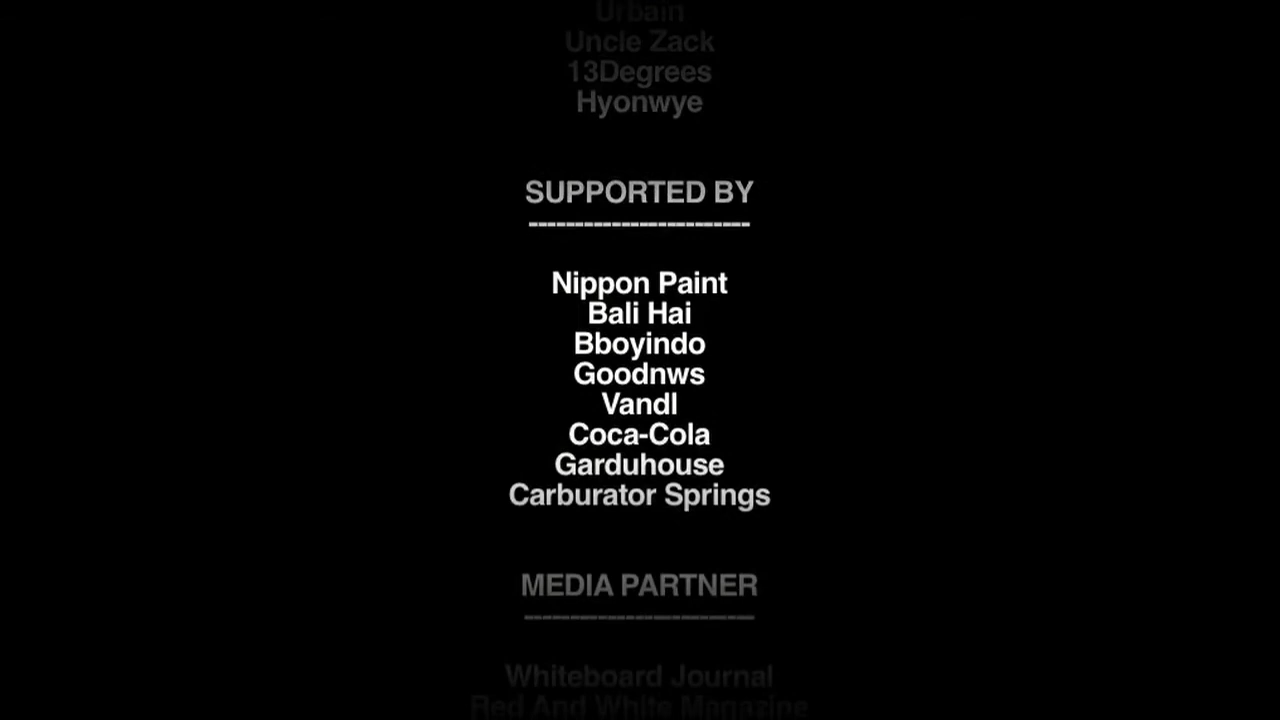 Urbain
Uncle Zack
13Degrees
Hyonwye
SUPPORTED BY
------------------------
Nippon Paint
Bali Hai
Bboyindo
Goodnws
Vandl
Coca-Cola
Garduhouse
Carburator Springs
MEDIA PARTNER
-------------------------
Whiteboard Journal
Red And White Magazine